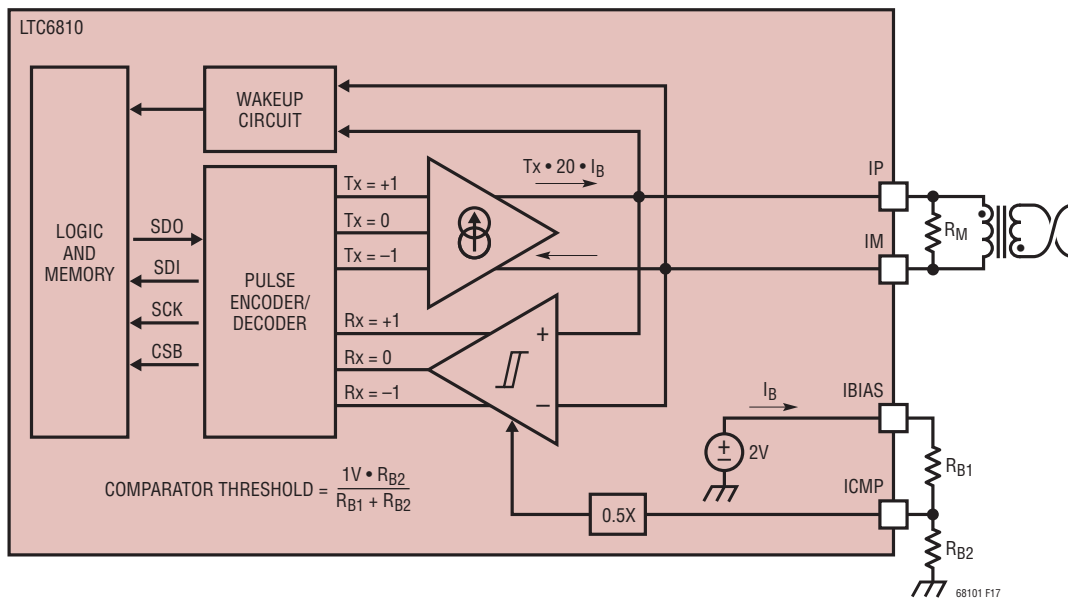 LTC6810
WAKEUP
CIRCUIT
LOGIC
AND
MEMORY
SDO
SDI
SCK
CSB
PULSE
ENCODER/
DECODER
Tx = +1
Tx = 0
Tx = –1
Rx = +1
Rx = 0
Rx = –1
Tx • 20 • IB
+
–
IP
IM
RM
IB
IBIAS
+
–
2V
ICMP
RB1
RB2
0.5X
COMPARATOR THRESHOLD = 1V • RB2
RB1 + RB2
68101 F17